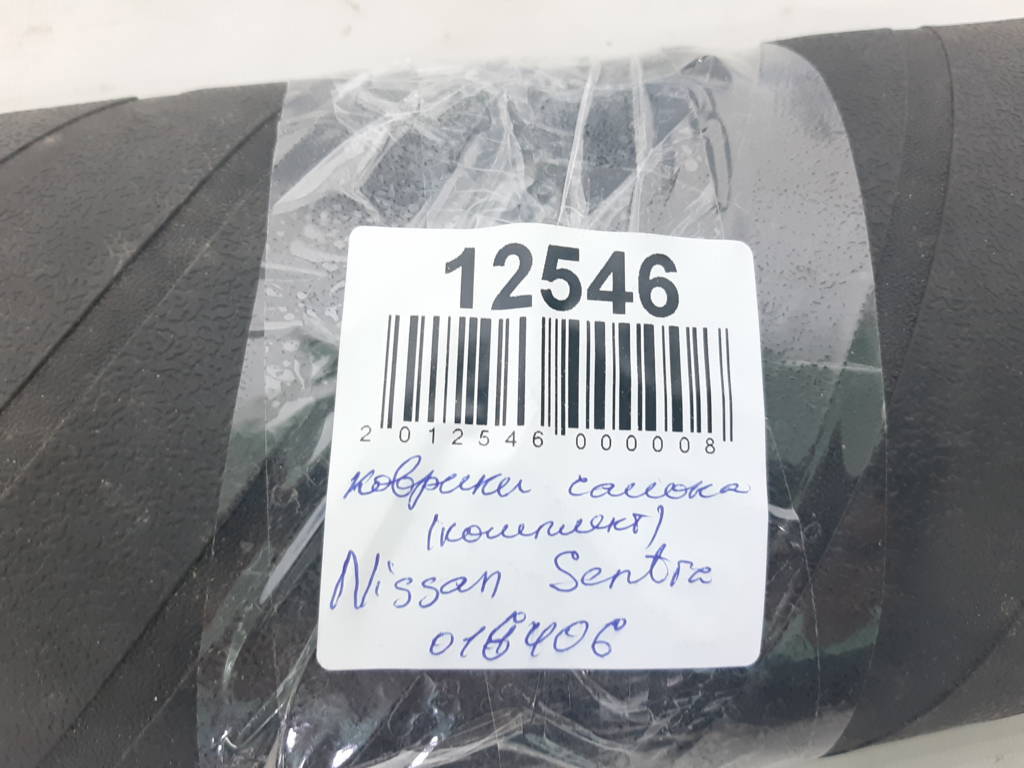 12546
2 012546 000008
коврики салона
(комплект)
Nissan Sentra
016406